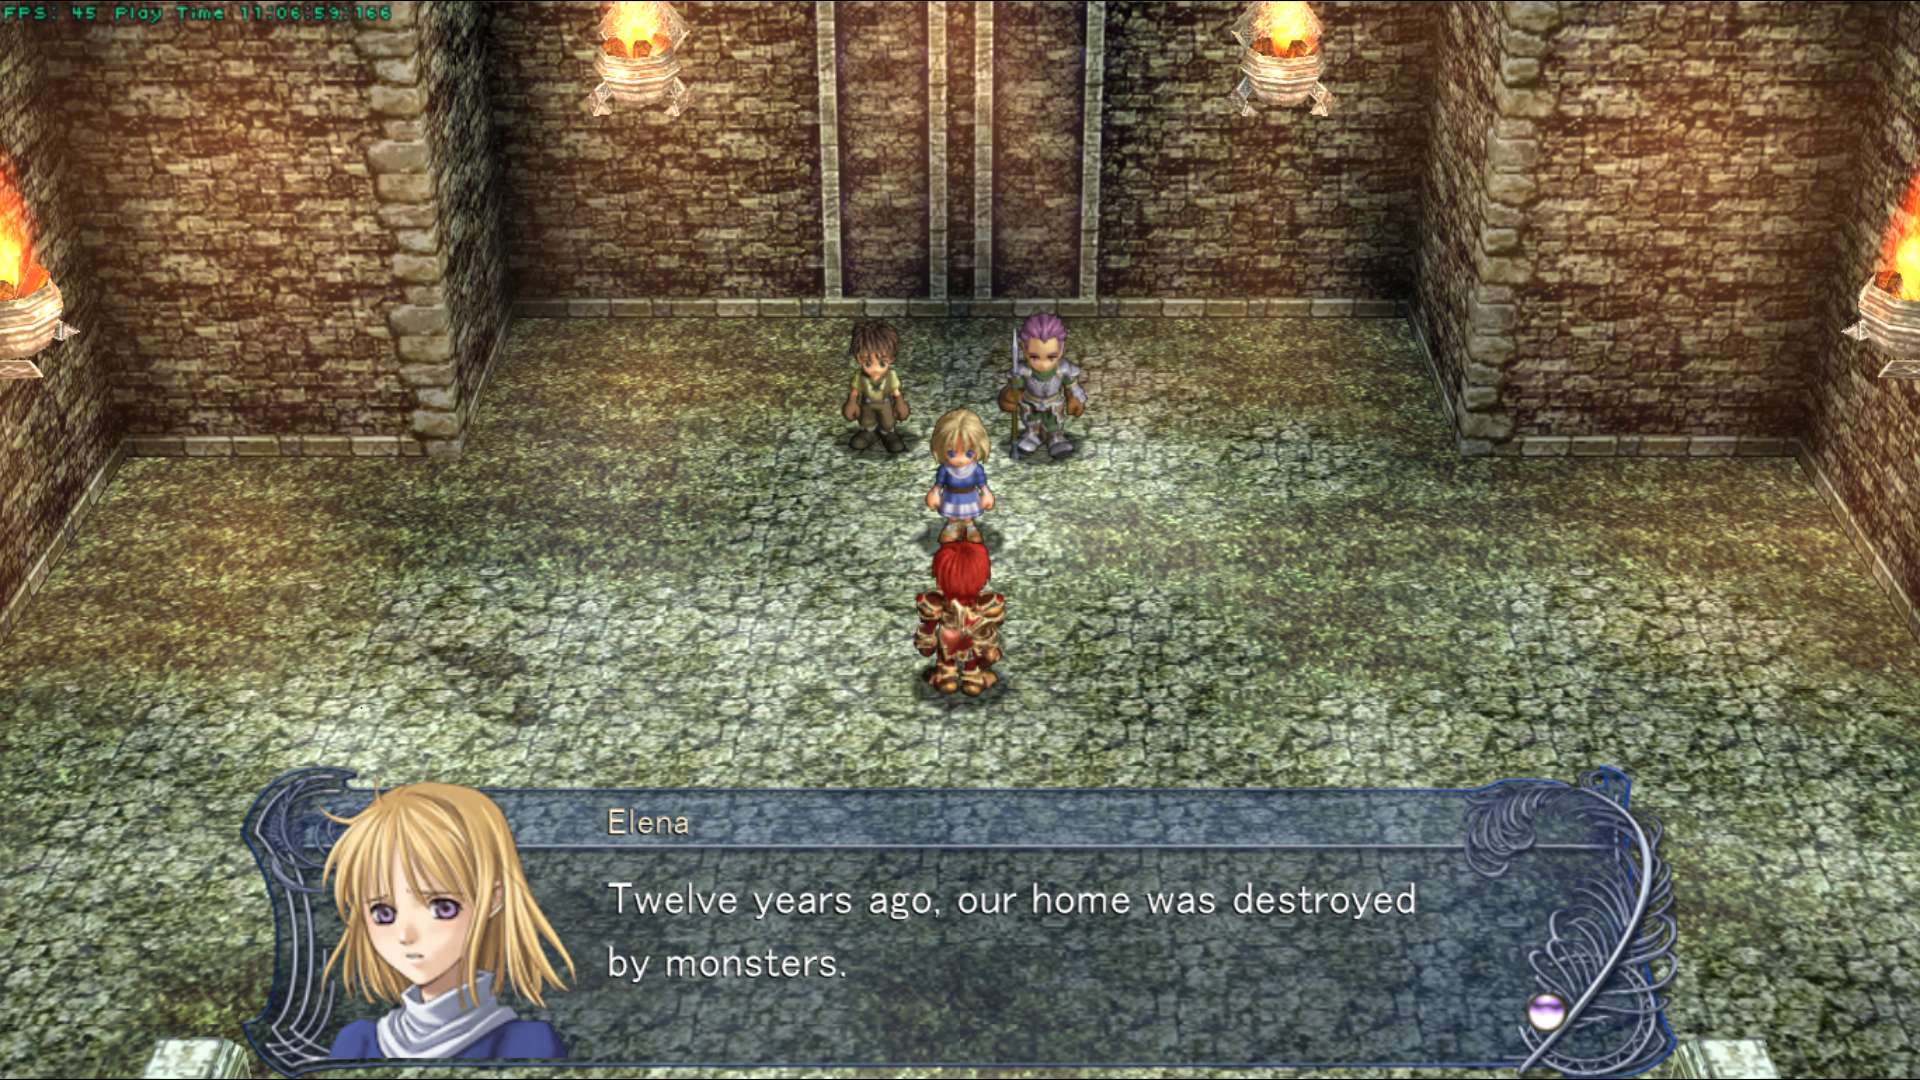 FPS: 45 Play Time 11:06:59:166
Elena
Twelve years ago, our home was destroyed
by monsters.